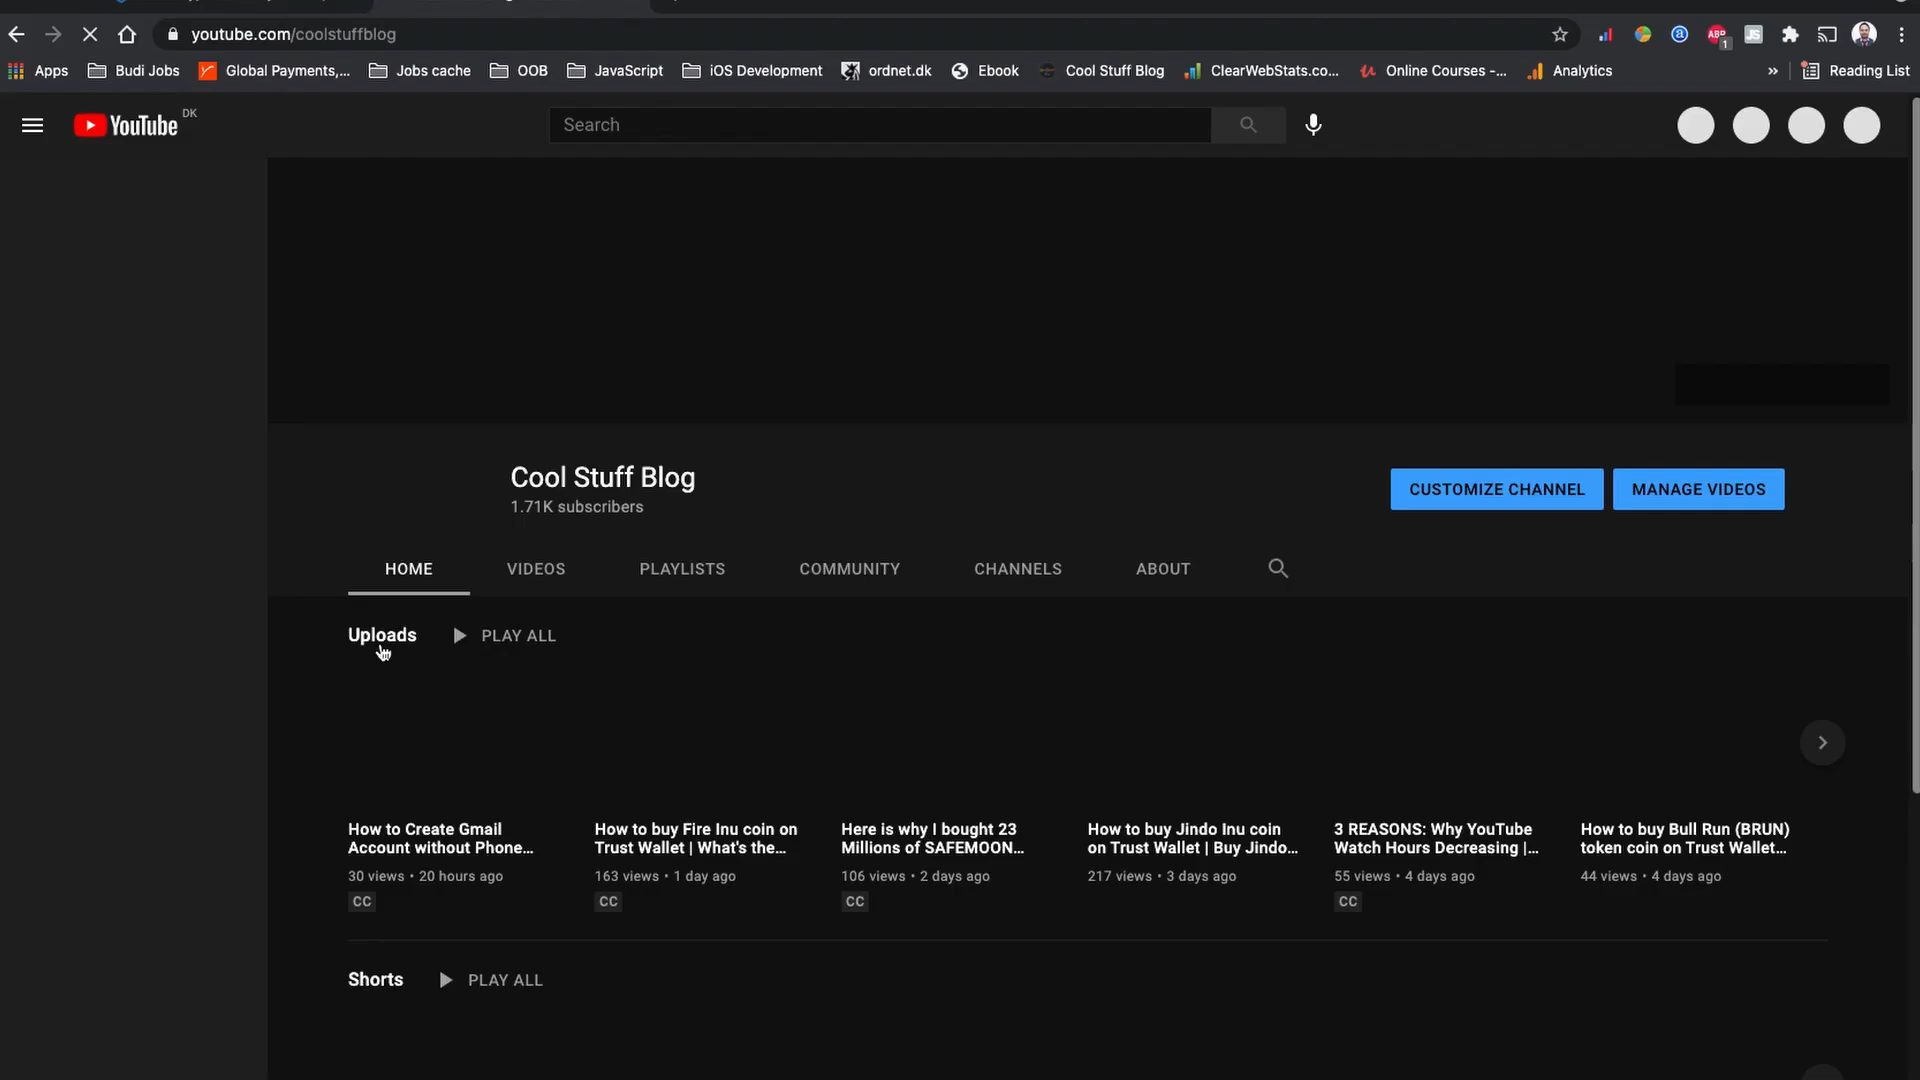 youtube.com/coolstuffblog
ABP
1
JS
Apps
Budi Jobs
Global Payments,...
Jobs cache
OOB
JavaScript
iOS Development
ordnet.dk
Ebook
Cool Stuff Blog
ClearWebStats.co...
Online Courses -...
Analytics
»
Reading List
YouTube DK
Search
Cool Stuff Blog
1.71K subscribers
CUSTOMIZE CHANNEL
MANAGE VIDEOS
HOME
VIDEOS
PLAYLISTS
COMMUNITY
CHANNELS
ABOUT
Uploads
PLAY ALL
How to Create Gmail
Account without Phone...
30 views • 20 hours ago
CC
How to buy Fire Inu coin on
Trust Wallet | What's the...
163 views • 1 day ago
CC
Here is why I bought 23
Millions of SAFEMOON...
106 views • 2 days ago
CC
How to buy Jindo Inu coin
on Trust Wallet | Buy Jindo...
217 views • 3 days ago
3 REASONS: Why YouTube
Watch Hours Decreasing |...
55 views • 4 days ago
CC
How to buy Bull Run (BRUN)
token coin on Trust Wallet...
44 views • 4 days ago
Shorts
PLAY ALL